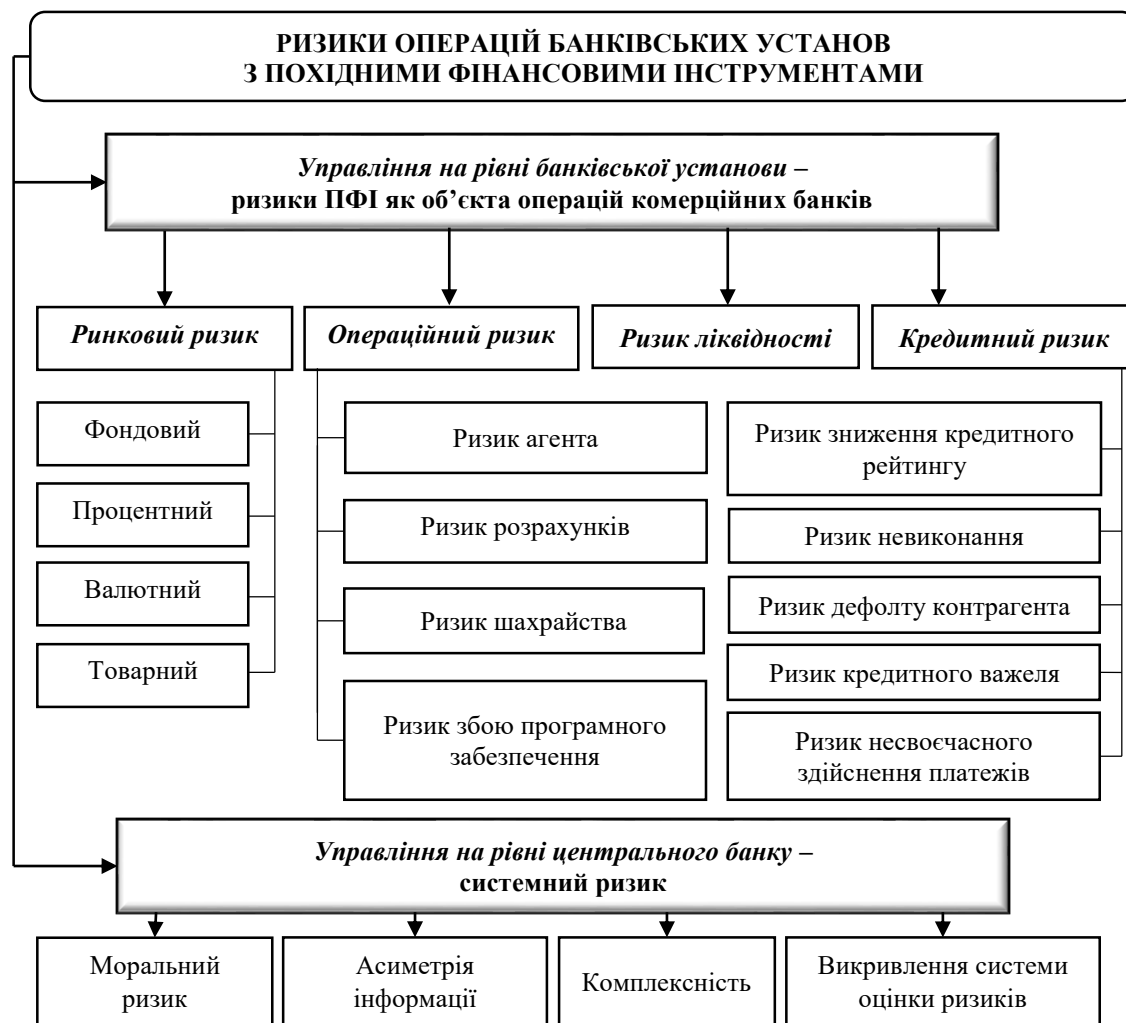 РИЗИКИ ОПЕРАЦІЙ БАНКІВСЬКИХ УСТАНОВ
З ПОХІДНИМИ ФІНАНСОВИМИ ІНСТРУМЕНТАМИ
Управління на рівні банківської установи –
ризики ПФІ як об’єкта операцій комерційних банків
Ринковий ризик
Операційний ризик
Ризик ліквідності
Кредитний ризик
Фондовий
Процентний
Валютний
Товарний
Ризик агента
Ризик розрахунків
Ризик шахрайства
Ризик збою програмного
забезпечення
Ризик зниження кредитного
рейтингу
Ризик невиконання
Ризик дефолту контрагента
Ризик кредитного важеля
Ризик несвоєчасного
здійснення платежів
Управління на рівні центрального банку –
системний ризик
Моральний
ризик
Асиметрія
інформації
Комплексність
Викривлення системи
оцінки ризиків